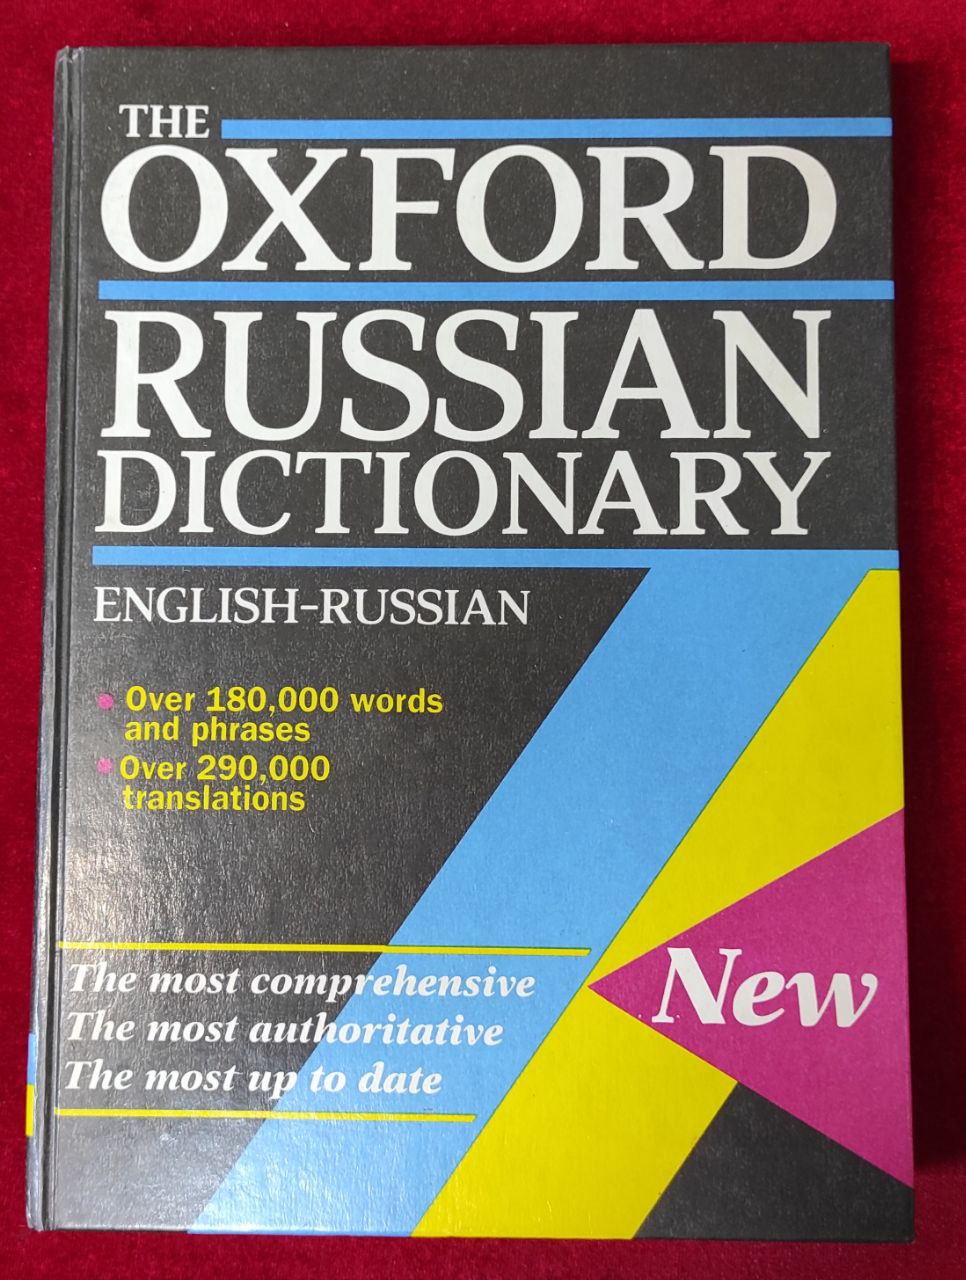 THE
OXFORD
RUSSIAN
DICTIONARY
ENGLISH-RUSSIAN
• Over 180,000 words
and phrases
• Over 290,000
translations
The most comprehensive
The most authoritative
The most up to date
New